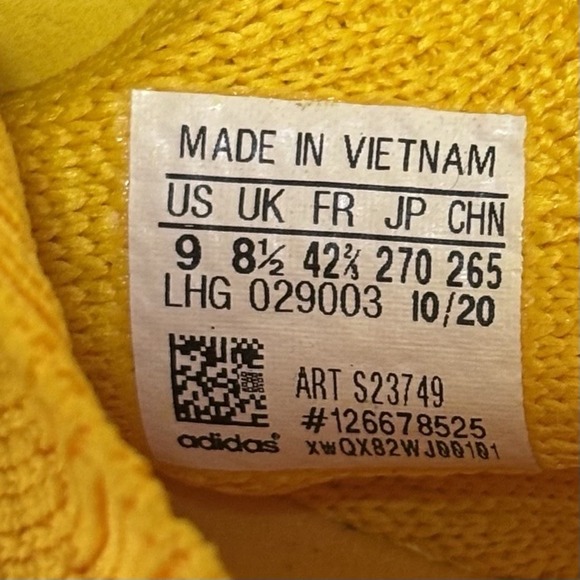 MADE IN VIETNAM
US UK FR JP CHN
9 8½ 42⅔ 270 265
LHG 029003 10/20
ART S23749
#126678525
adidas
xwQX82WJ00101